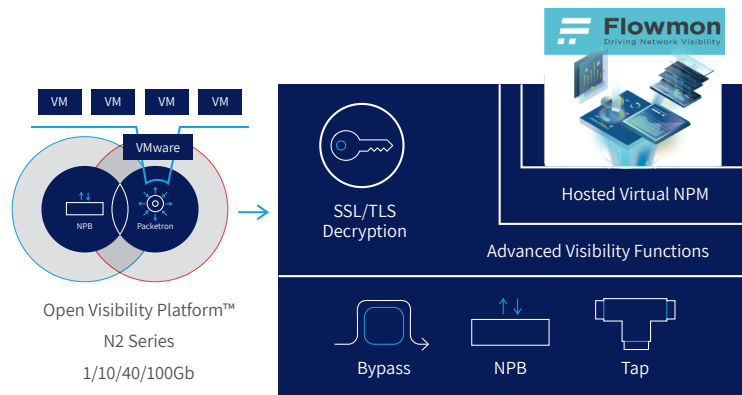 Flowmon
Driving Network Visibility
VM VM VM VM
VMware
NPB
Packetron
Open Visibility Platform™
N2 Series
1/10/40/100Gb
SSL/TLS
Decryption
Hosted Virtual NPM
Advanced Visibility Functions
Bypass
NPB
Tap